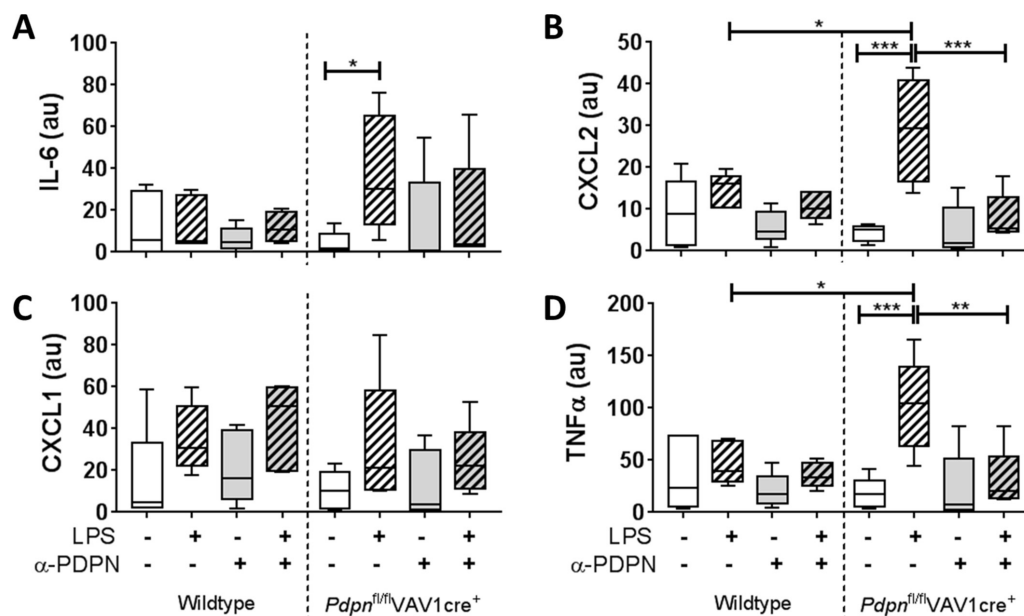 A
IL-6 (au)
100
80
60
40
20
0
*
B
CXCL2 (au)
50
40
30
20
10
0
*
***
***
C
CXCL1 (au)
100
80
60
40
20
0
D
TNFα (au)
200
150
100
50
0
*
***
**
LPS - + - + - + - +
α-PDPN - - + + - - + +
Wildtype Pdpnfl/flVAV1cre+
LPS - + - + - + - +
α-PDPN - - + + - - + +
Wildtype Pdpnfl/flVAV1cre+